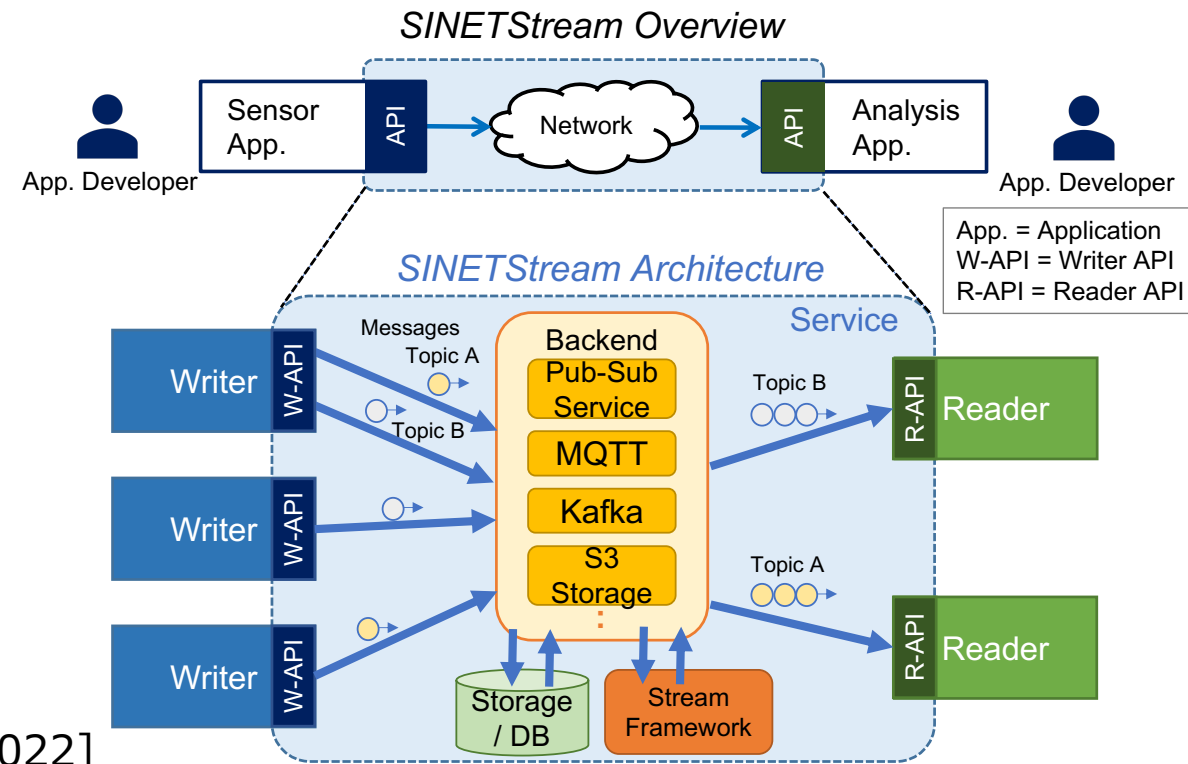 SINETStream Overview
Sensor
App.
API
Network
API
Analysis
App.
App. Developer
App. Developer
App. = Application
W-API = Writer API
R-API = Reader API
SINETStream Architecture
Service
Messages
Topic A
Topic B
Writer
W-API
Writer
W-API
Writer
W-API
Backend
Pub-Sub
Service
MQTT
Kafka
S3
Storage
:
Topic B
R-API
Reader
Topic A
R-API
Reader
Storage
/ DB
Stream
Framework
022]